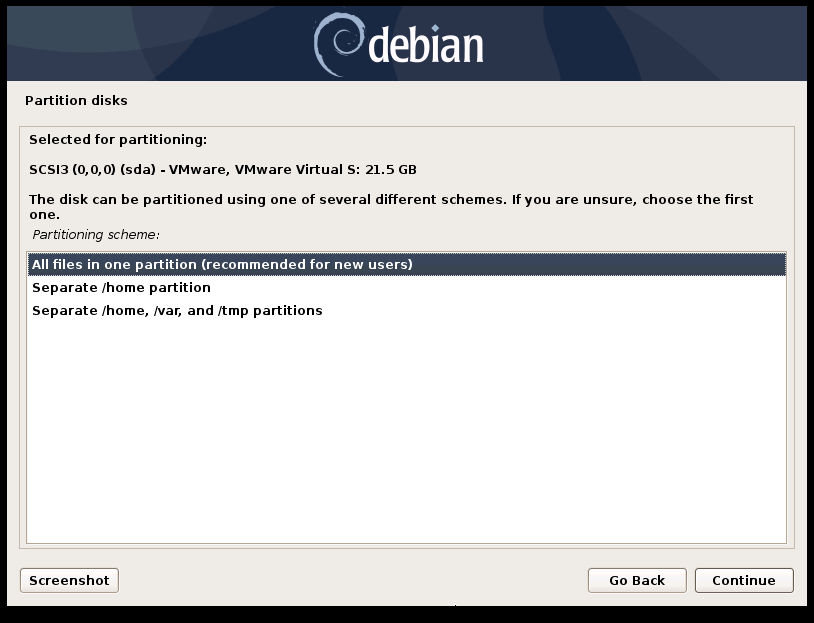 debian
Partition disks
Selected for partitioning:
SCSI3 (0,0,0) (sda) - VMware, VMware Virtual S: 21.5 GB
The disk can be partitioned using one of several different schemes. If you are unsure, choose the first
one.
Partitioning scheme:
All files in one partition (recommended for new users)
Separate /home partition
Separate /home, /var, and /tmp partitions
Screenshot
Go Back
Continue